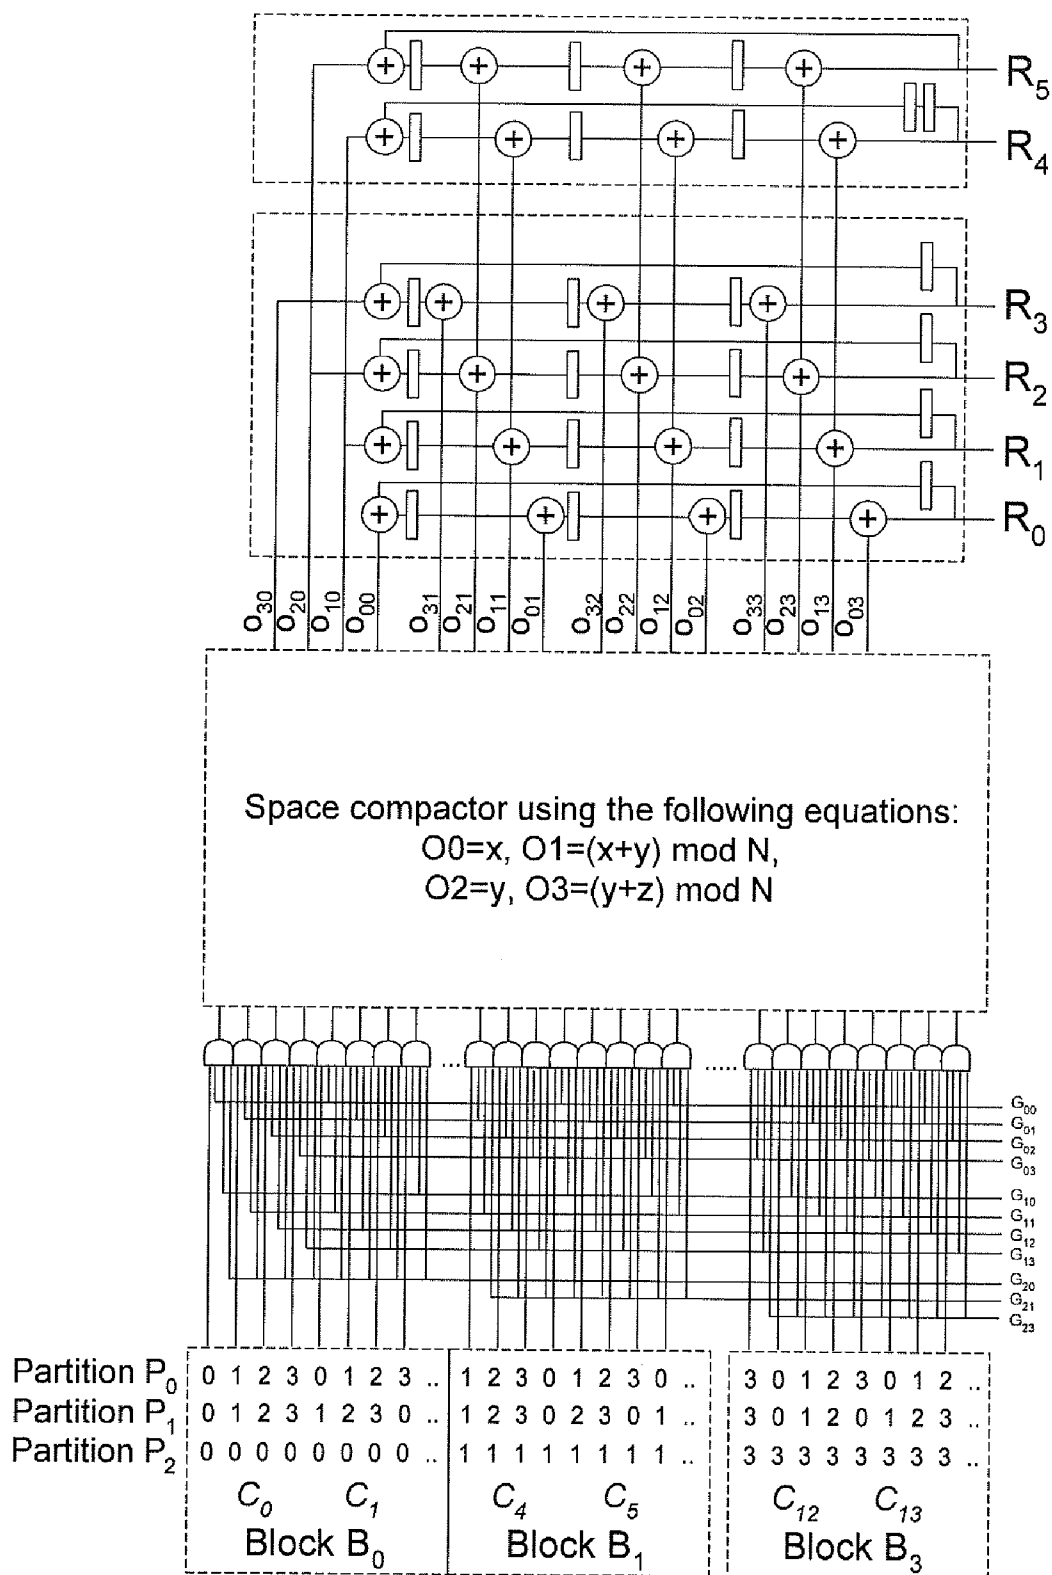 R5
R4
R3
R2
R1
R0
O30 O20 O10 O00 O31 O21 O11 O01 O32 O22 O12 O02 O33 O23 O13 O03
Space compactor using the following equations:
O0=x, O1=(x+y) mod N,
O2=y, O3=(y+z) mod N
..... .....
G00
G01
G02
G03
G10
G11
G12
G13
G20
G21
G23
Partition P0 0 1 2 3 0 1 2 3 .. 1 2 3 0 1 2 3 0 .. 3 0 1 2 3 0 1 2 ..
Partition P1 0 1 2 3 1 2 3 0 .. 1 2 3 0 2 3 0 1 .. 3 0 1 2 0 1 2 3 ..
Partition P2 0 0 0 0 0 0 0 0 .. 1 1 1 1 1 1 1 1 .. 3 3 3 3 3 3 3 3 ..
C0 C1 C4 C5 C12 C13
Block B0 Block B1 Block B3